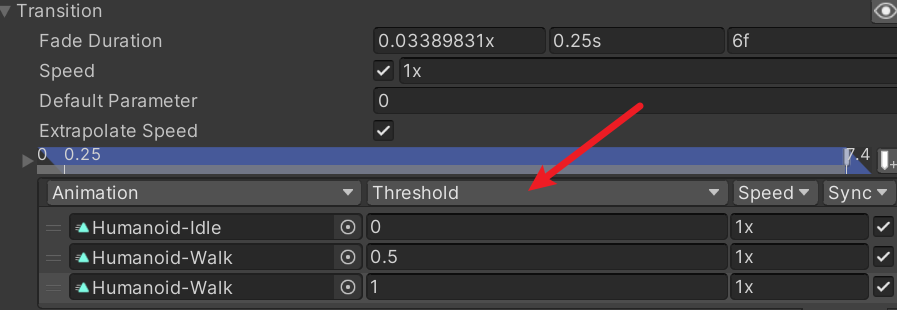 Transition
Fade Duration 0.03389831x 0.25s 6f
Speed 1x
Default Parameter 0
Extrapolate Speed
0 0.25 7.4
Animation Threshold Speed Sync
Humanoid-Idle 0 1x
Humanoid-Walk 0.5 1x
Humanoid-Walk 1 1x